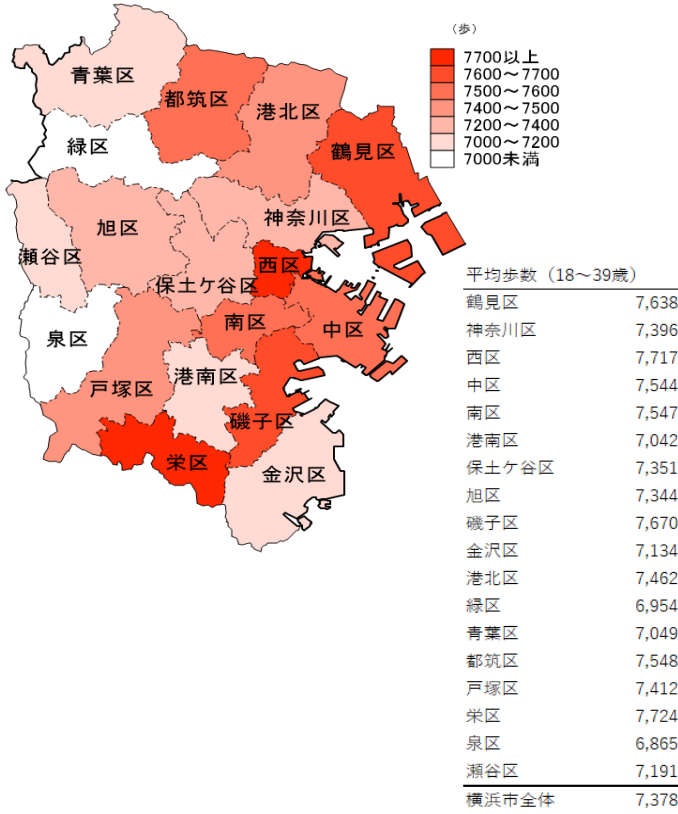 （歩）
7700以上
7600～7700
7500～7600
7400～7500
7200～7400
7000～7200
7000未満
青葉区
都筑区
港北区
緑区
鶴見区
旭区
神奈川区
瀬谷区
西区
保土ケ谷区
南区
中区
泉区
港南区
戸塚区
磯子区
栄区
金沢区
平均歩数（18～39歳）
鶴見区 7,638
神奈川区 7,396
西区 7,717
中区 7,544
南区 7,547
港南区 7,042
保土ケ谷区 7,351
旭区 7,344
磯子区 7,670
金沢区 7,134
港北区 7,462
緑区 6,954
青葉区 7,049
都筑区 7,548
戸塚区 7,412
栄区 7,724
泉区 6,865
瀬谷区 7,191
横浜市全体 7,378